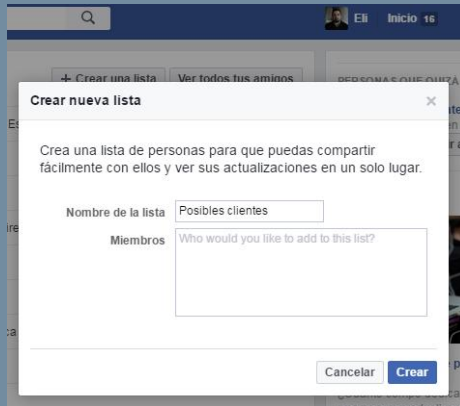 Eli Inicio 16
+ Crear una lista Ver todos tus amigos
PERSONAS QUE QUIZÁ
Crear nueva lista
Crea una lista de personas para que puedas compartir
fácilmente con ellos y ver sus actualizaciones en un solo lugar.
Nombre de la lista Posibles clientes
Miembros Who would you like to add to this list?
Cancelar Crear